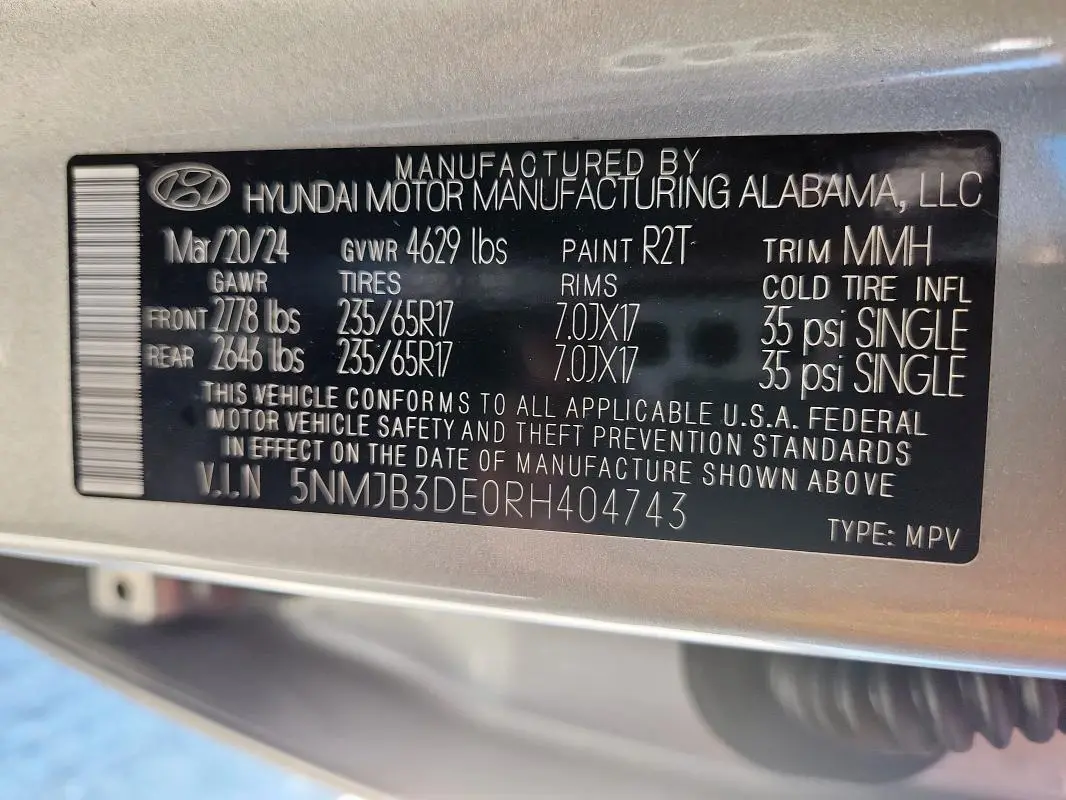 MANUFACTURED BY
HYUNDAI MOTOR MANUFACTURING ALABAMA, LLC
Mar/20/24 GVWR 4629 lbs PAINT R2T TRIM MMH
GAWR TIRES RIMS COLD TIRE INFL
FRONT 2778 lbs 235/65R17 7.0JX17 35 psi SINGLE
REAR 2646 lbs 235/65R17 7.0JX17 35 psi SINGLE
THIS VEHICLE CONFORMS TO ALL APPLICABLE U.S.A. FEDERAL
MOTOR VEHICLE SAFETY AND THEFT PREVENTION STANDARDS
IN EFFECT ON THE DATE OF MANUFACTURE SHOWN ABOVE
V.I.N 5NMJB3DE0RH404743
TYPE: MPV